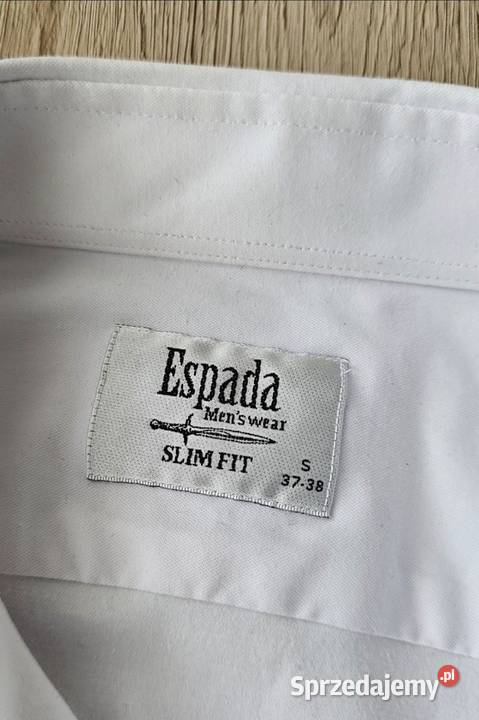 Espada
Men's wear
SLIM FIT
S
37-38
Sprzedajemy.pl